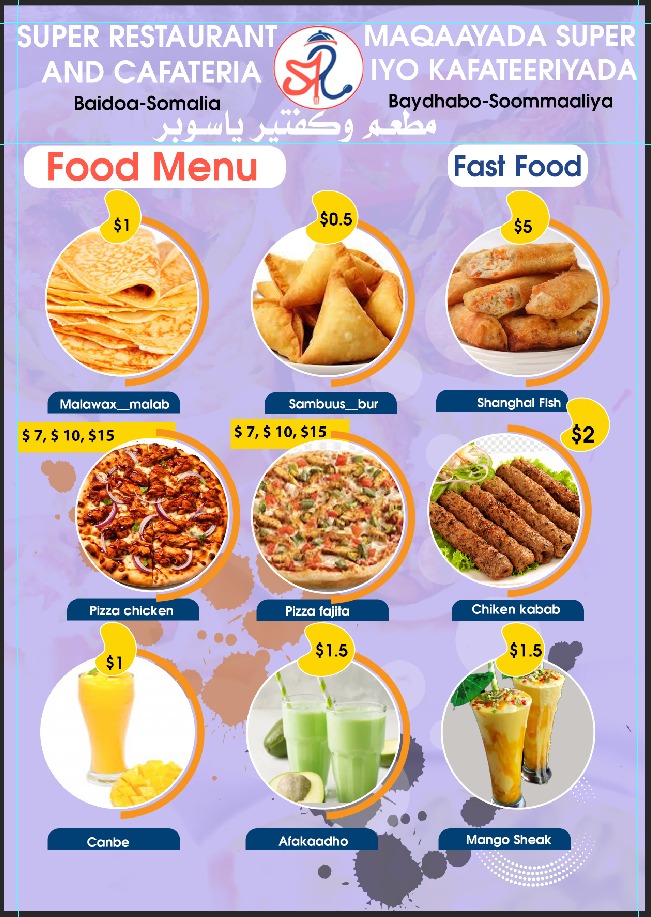 SUPER RESTAURANT
AND CAFATERIA
Baidoa-Somalia
MAQAAYADA SUPER
IYO KAFATEERIYADA
Baydhabo-Soommaaliya
مطعم وكفتير ياسوبر
Food Menu
Fast Food
$1
$0.5
$5
Malawax__malab
Sambuus__bur
Shanghai Fish
$ 7, $ 10, $15
$ 7, $ 10, $15
$2
Pizza chicken
Pizza fajita
Chiken kabab
$1
$1.5
$1.5
Canbe
Afakaadho
Mango Sheak